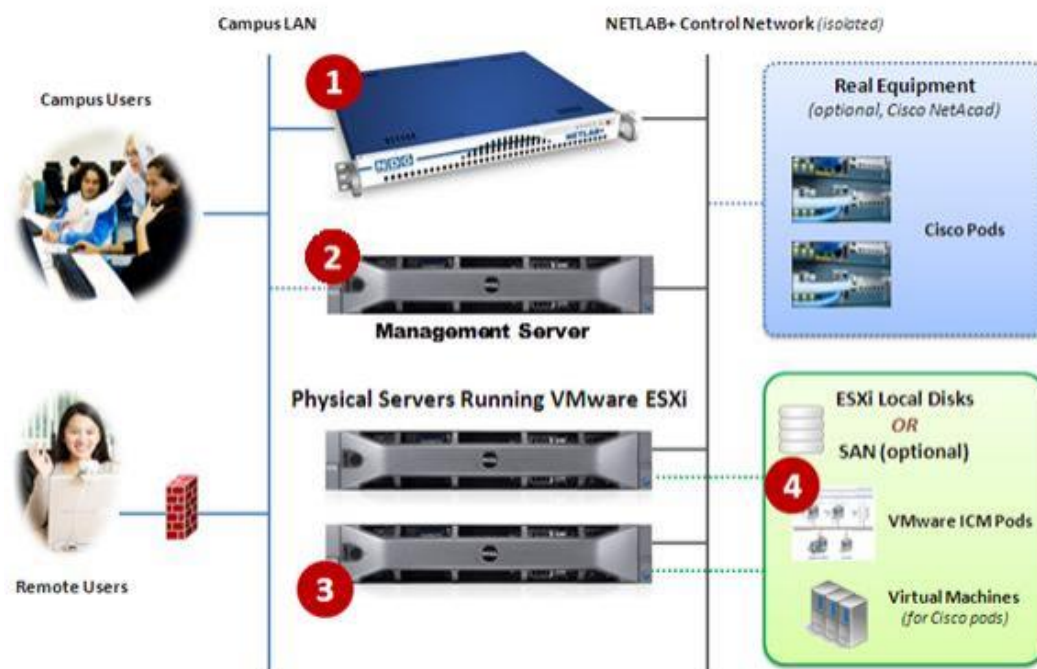 Campus LAN
NETLAB+ Control Network (isolated)
1
NDG
NETLAB+
Campus Users
Real Equipment
(optional, Cisco NetAcad)
Cisco Pods
2
Management Server
Physical Servers Running VMware ESXi
ESXi Local Disks
OR
SAN (optional)
4
VMware ICM Pods
3
Virtual Machines
(for Cisco pods)
Remote Users